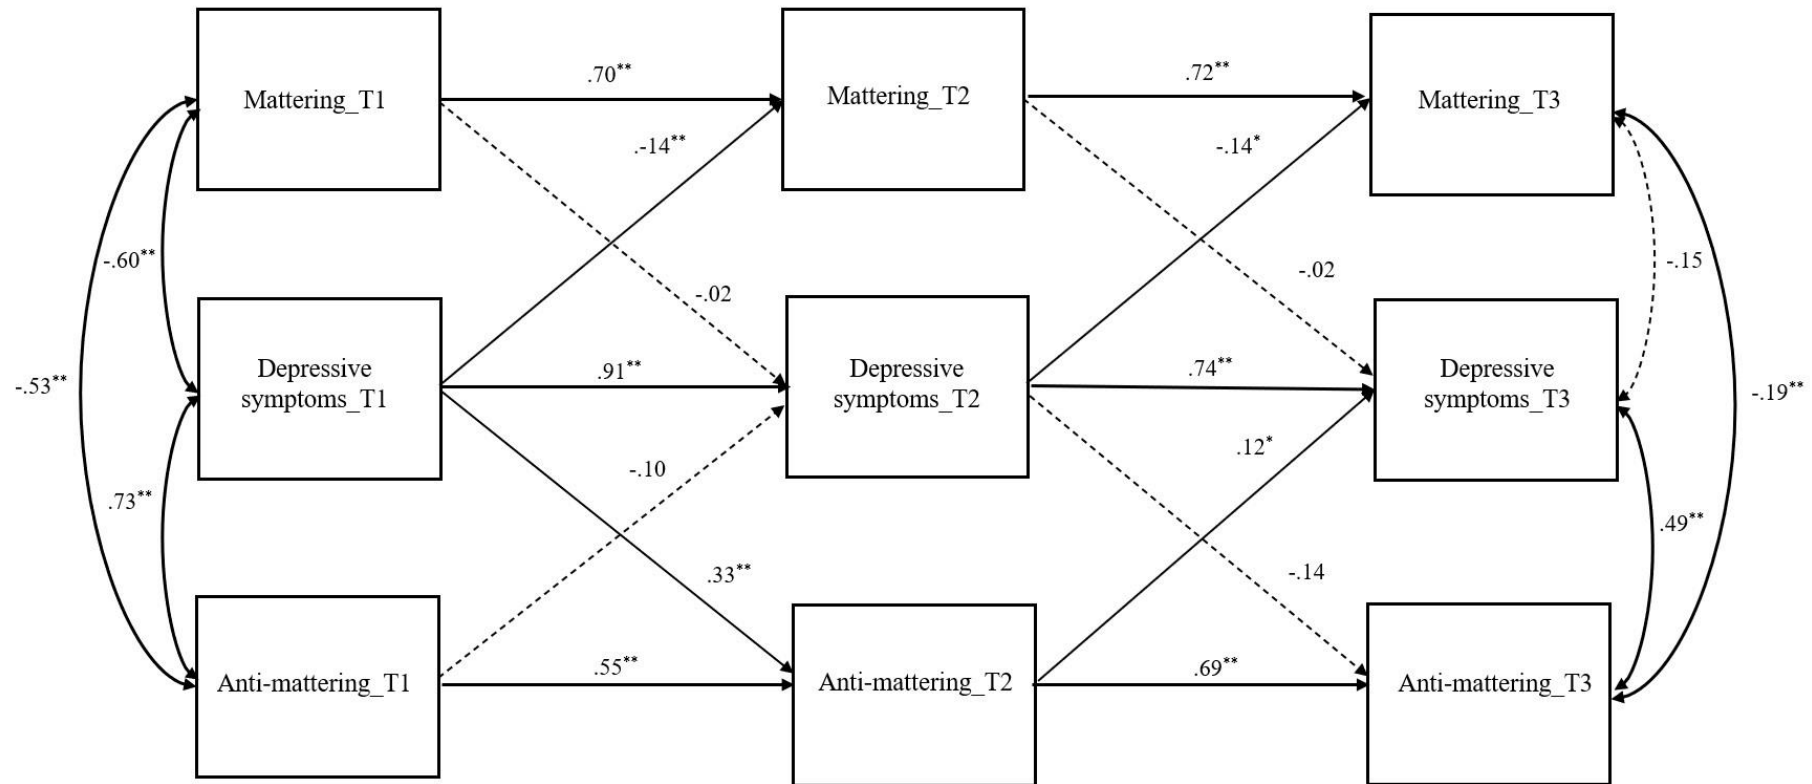 Mattering_T1
Mattering_T2
Mattering_T3
.70**
.72**
.-14**
-.14*
-.60**
-.02
-.02
-.15
-.53**
Depressive
symptoms_T1
.91**
Depressive
symptoms_T2
.74**
Depressive
symptoms_T3
-.19**
.73**
-.10
.12*
.49**
.33**
-.14
Anti-mattering_T1
.55**
Anti-mattering_T2
.69**
Anti-mattering_T3